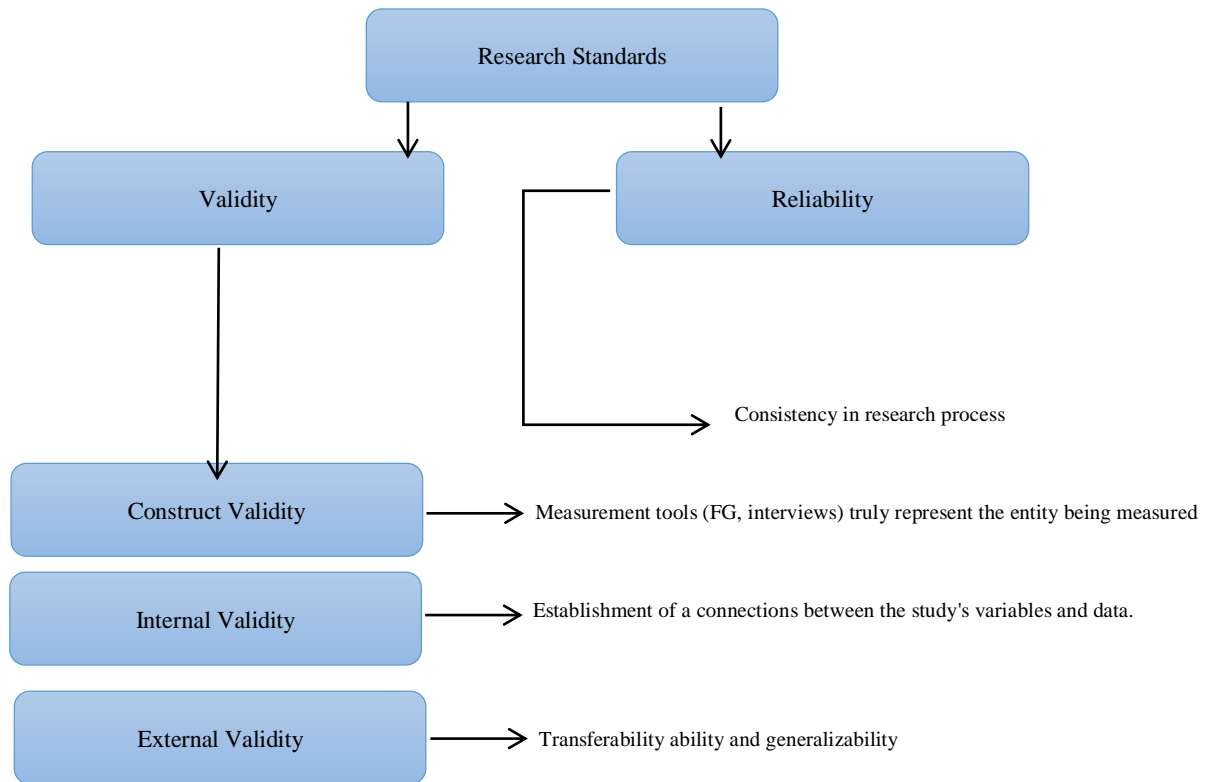 Research Standards
Validity
Reliability
Consistency in research process
Construct Validity
Measurement tools (FG, interviews) truly represent the entity being measured
Internal Validity
Establishment of a connections between the study's variables and data.
External Validity
Transferability ability and generalizability